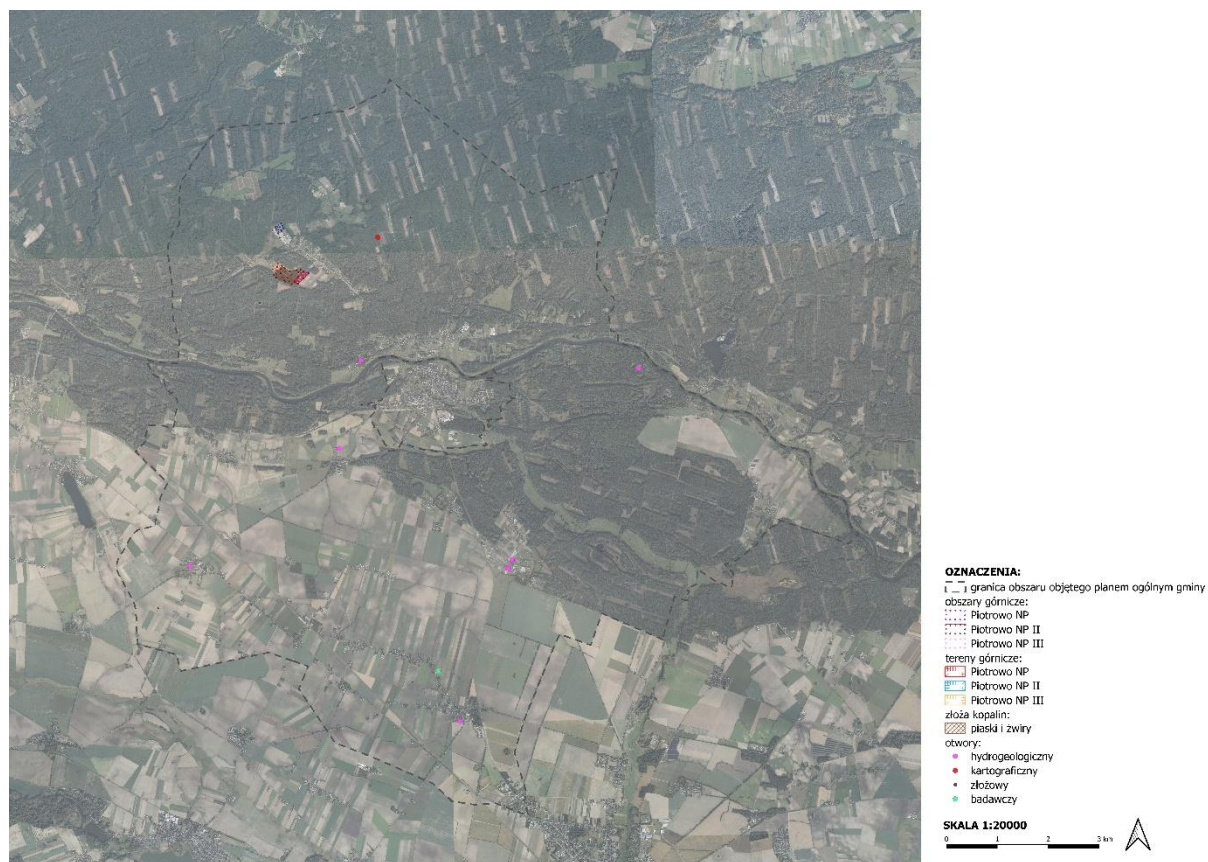 OZNACZENIA:
granica obszaru objętego planem ogólnym gminy
obszary górnicze:
Piotrowo NP
Piotrowo NP II
Piotrowo NP III
tereny górnicze:
Piotrowo NP
Piotrowo NP II
Piotrowo NP III
złoża kopalin:
piaski i żwiry
otwory:
hydrogeologiczny
kartograficzny
złożowy
badawczy
SKALA 1:20000
0 1 2 3 km